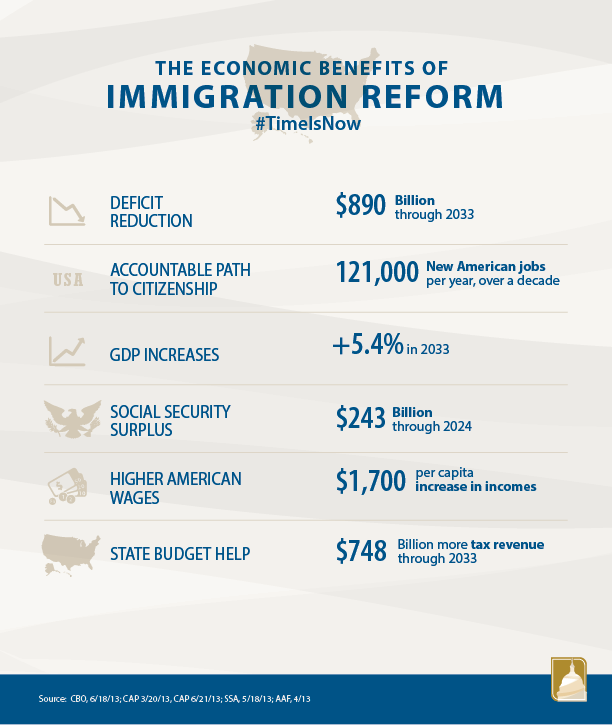 THE ECONOMIC BENEFITS OF
IMMIGRATION REFORM
#TimeIsNow
DEFICIT
REDUCTION
$890 Billion
through 2033
USA
ACCOUNTABLE PATH
TO CITIZENSHIP
121,000 New American jobs
per year, over a decade
GDP INCREASES
+5.4% in 2033
SOCIAL SECURITY
SURPLUS
$243 Billion
through 2024
HIGHER AMERICAN
WAGES
$1,700 per capita
increase in incomes
STATE BUDGET HELP
$748 Billion more tax revenue
through 2033
Source: CBO, 6/18/13; CAP 3/20/13, CAP 6/21/13; SSA, 5/18/13; AAF, 4/13